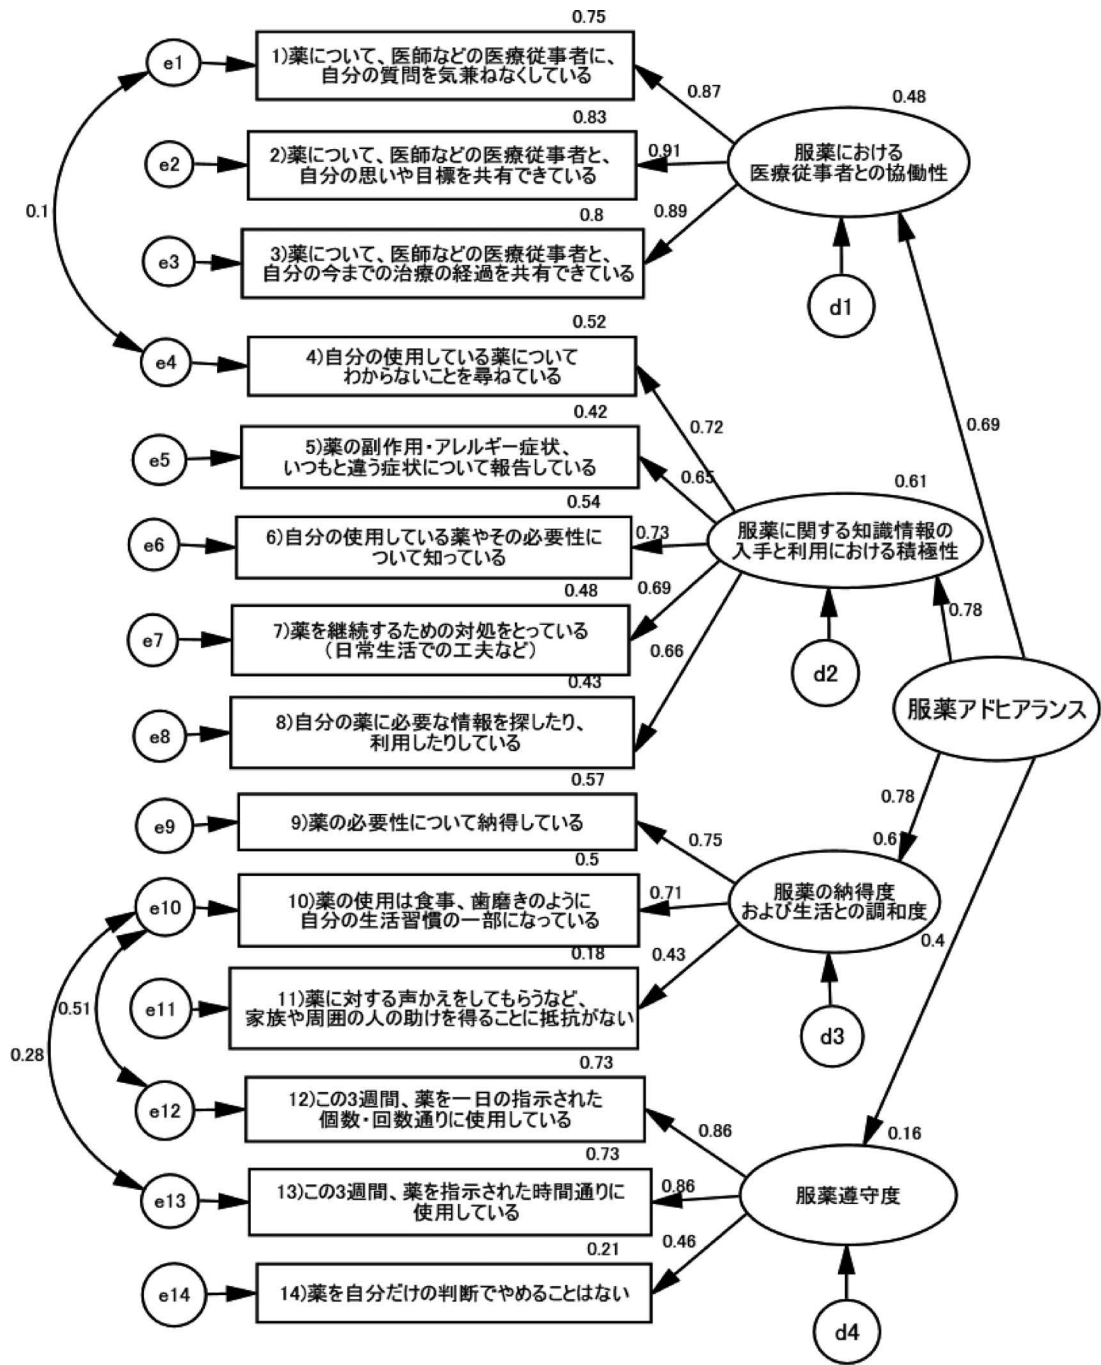 0.75
e1
1)薬について、医師などの医療従事者に、
自分の質問を気兼ねなくしている
0.87
0.48
服薬における
医療従事者との協働性
0.83
e2
2)薬について、医師などの医療従事者と、
自分の思いや目標を共有できている
0.91
0.1
0.89
0.8
e3
3)薬について、医師などの医療従事者と、
自分の今までの治療の経過を共有できている
d1
0.52
e4
4)自分の使用している薬について
わからないことを尋ねている
0.72
0.69
0.42
e5
5)薬の副作用・アレルギー症状、
いつもと違う症状について報告している
0.65
0.61
服薬に関する知識情報の
入手と利用における積極性
0.54
e6
6)自分の使用している薬やその必要性に
ついて知っている
0.73
0.69
0.48
e7
7)薬を継続するための対処をとっている
（日常生活での工夫など）
0.66
0.78
d2
服薬アドヒアランス
0.43
e8
8)自分の薬に必要な情報を探したり、
利用したりしている
0.57
e9
9)薬の必要性について納得している
0.75
0.78
0.61
服薬の納得度
および生活との調和度
0.5
e10
10)薬の使用は食事、歯磨きのように
自分の生活習慣の一部になっている
0.71
0.43
0.4
0.18
e11
11)薬に対する声かえをしてもらうなど、
家族や周囲の人の助けを得ることに抵抗がない
0.51
0.28
d3
0.73
e12
12)この3週間、薬を一日の指示された
個数・回数通りに使用している
0.86
0.16
服薬遵守度
0.73
e13
13)この3週間、薬を指示された時間通りに
使用している
0.86
0.46
0.21
e14
14)薬を自分だけの判断でやめることはない
d4